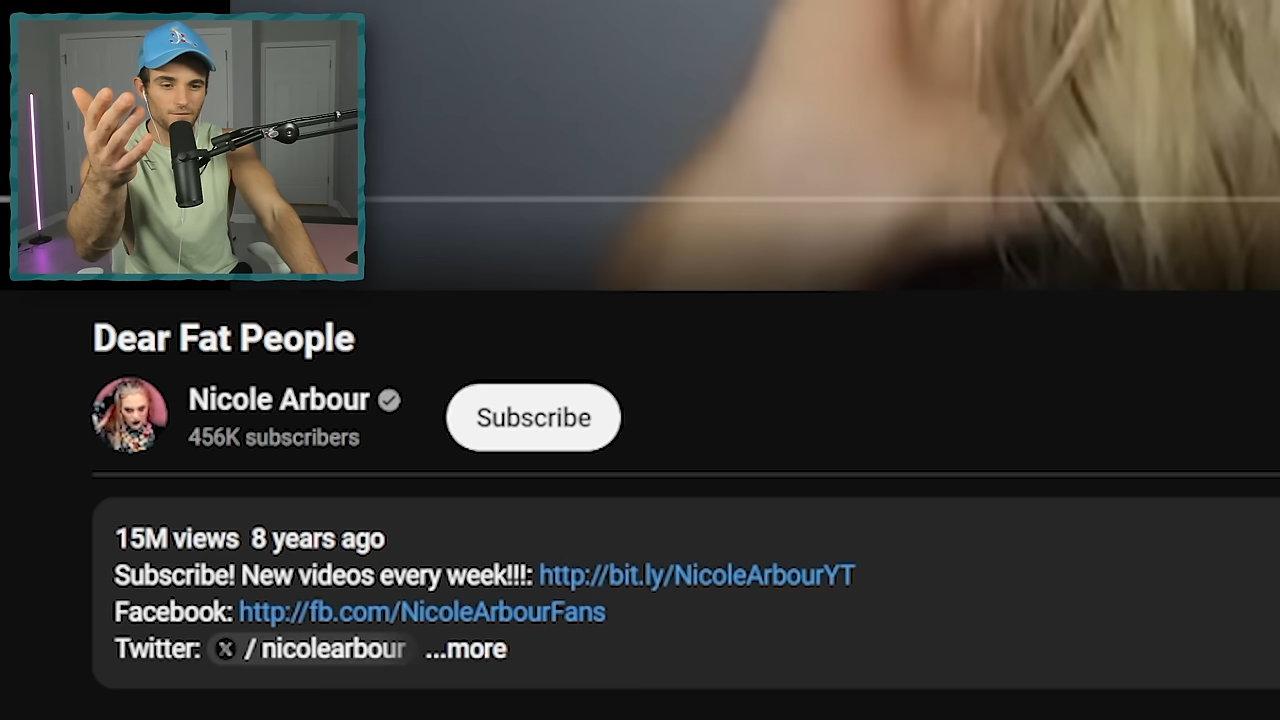 Dear Fat People
Nicole Arbour
456K subscribers
Subscribe
15M views 8 years ago
Subscribe! New videos every week!!!: http://bit.ly/NicoleArbourYT
Facebook: http://fb.com/NicoleArbourFans
Twitter: X / nicolearbour ...more